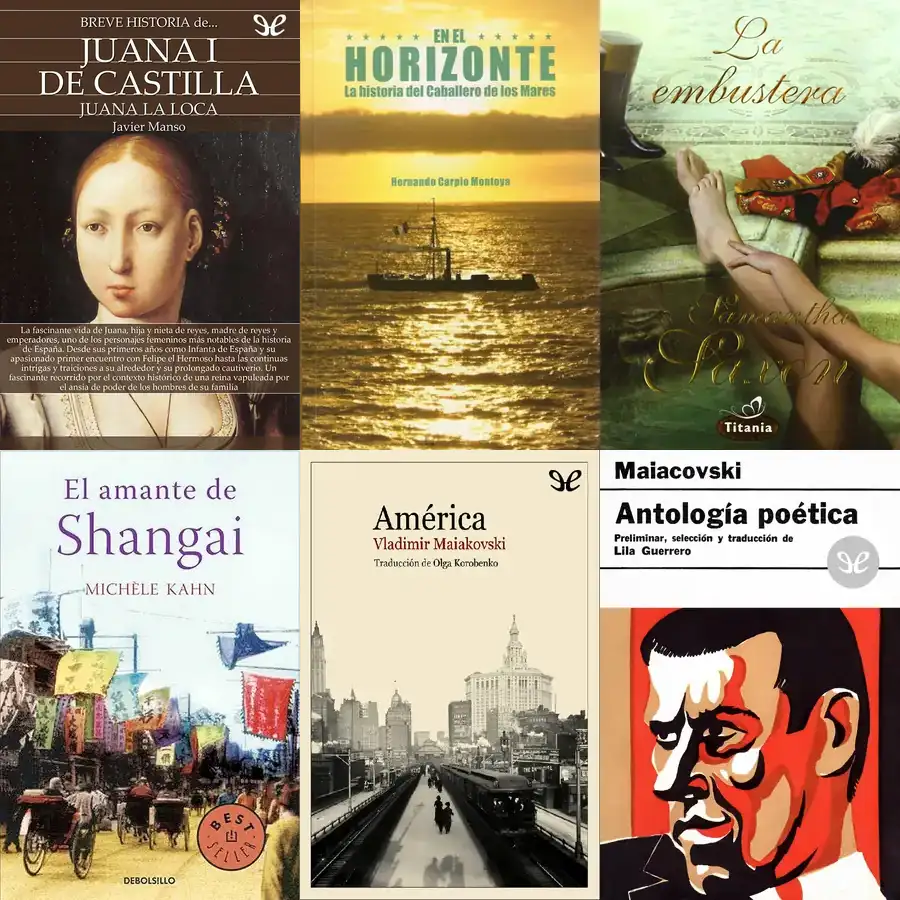 BREVE HISTORIA de...
JUANA I
DE CASTILLA
JUANA LA LOCA
Javier Manso
La fascinante vida de Juana, hija y nieta de reyes, madre de reyes y
emperadores, uno de los personajes femeninos más notables de la historia
de España. Desde sus primeros años como Infanta de España y su
apasionado primer encuentro con Felipe el Hermoso hasta las continuas
intrigas y traiciones a su alrededor y su prolongado cautiverio. Un
fascinante recorrido por el contexto histórico de una reina vapuleada por
el ansia de poder de los hombres de su familia
EN EL
HORIZONTE
La historia del Caballero de los Mares
Hernando Carpio Montoya
La
embustera
Samantha
Saxon
Titania
El amante de
Shangai
MICHÈLE KAHN
BEST
SELLER
DEBOLSILLO
América
Vladimir Maiakovski
Traducción de Olga Korobenko
Maiacovski
Antología poética
Preliminar, selección y traducción de
Lila Guerrero